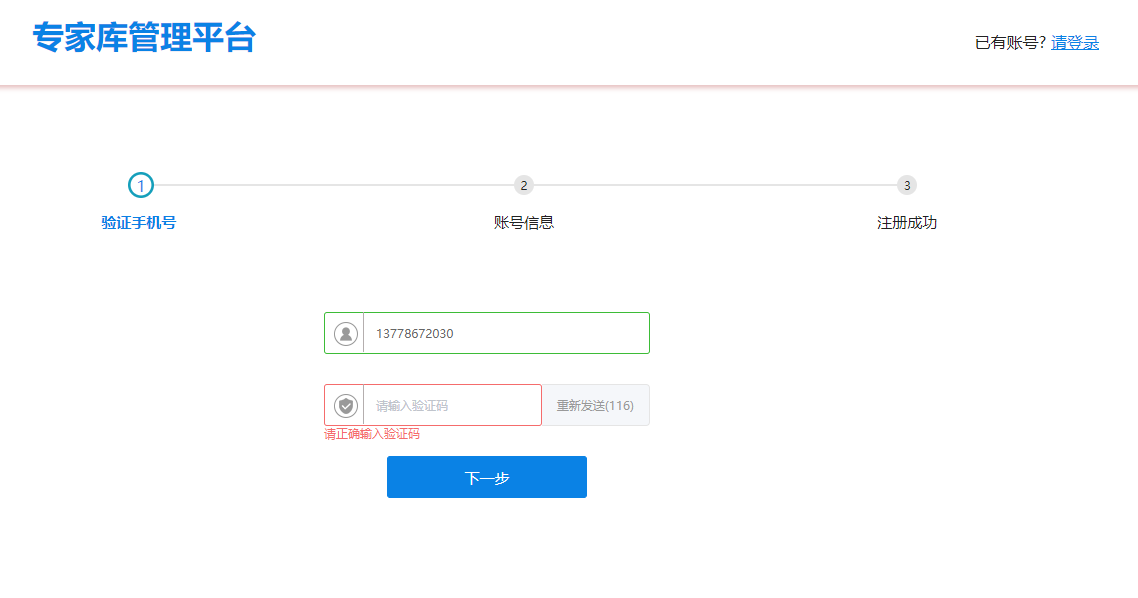 专家库管理平台
已有账号? 请登录
1
2
3
验证手机号
账号信息
注册成功
13778672030
请输入验证码
重新发送(116)
请正确输入验证码
下一步